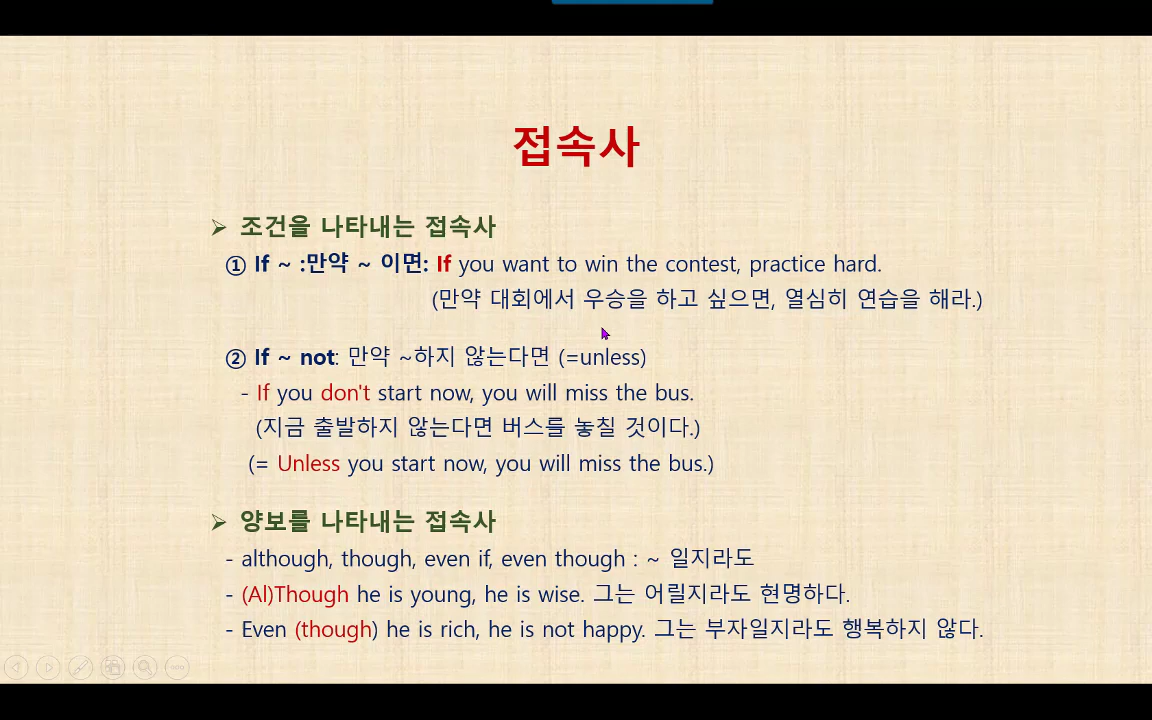 접속사
➢ 조건을 나타내는 접속사
① If ~ :만약 ~ 이면: If you want to win the contest, practice hard.
(만약 대회에서 우승을 하고 싶으면, 열심히 연습을 해라.)
② If ~ not: 만약 ~하지 않는다면 (=unless)
- If you don't start now, you will miss the bus.
(지금 출발하지 않는다면 버스를 놓칠 것이다.)
(= Unless you start now, you will miss the bus.)
➢ 양보를 나타내는 접속사
- although, though, even if, even though : ~ 일지라도
- (Al)Though he is young, he is wise. 그는 어릴지라도 현명하다.
- Even (though) he is rich, he is not happy. 그는 부자일지라도 행복하지 않다.